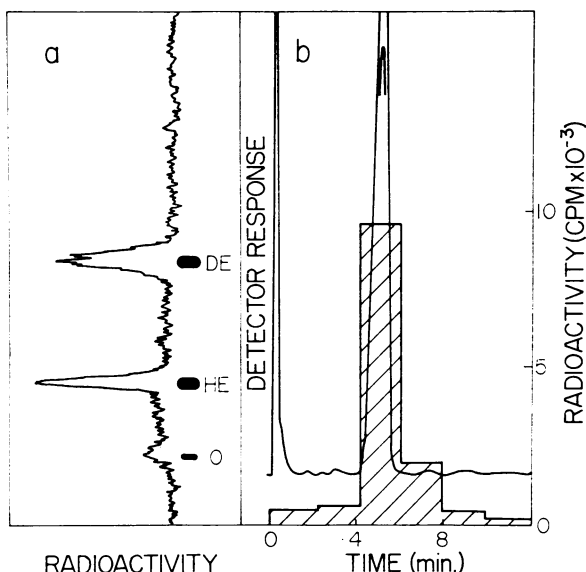 a
DE
HE
O
RADIOACTIVITY
DETECTOR RESPONSE
b
0
4
8
TIME (min.)
10
5
0
RADIOACTIVITY (CPM×10⁻³)